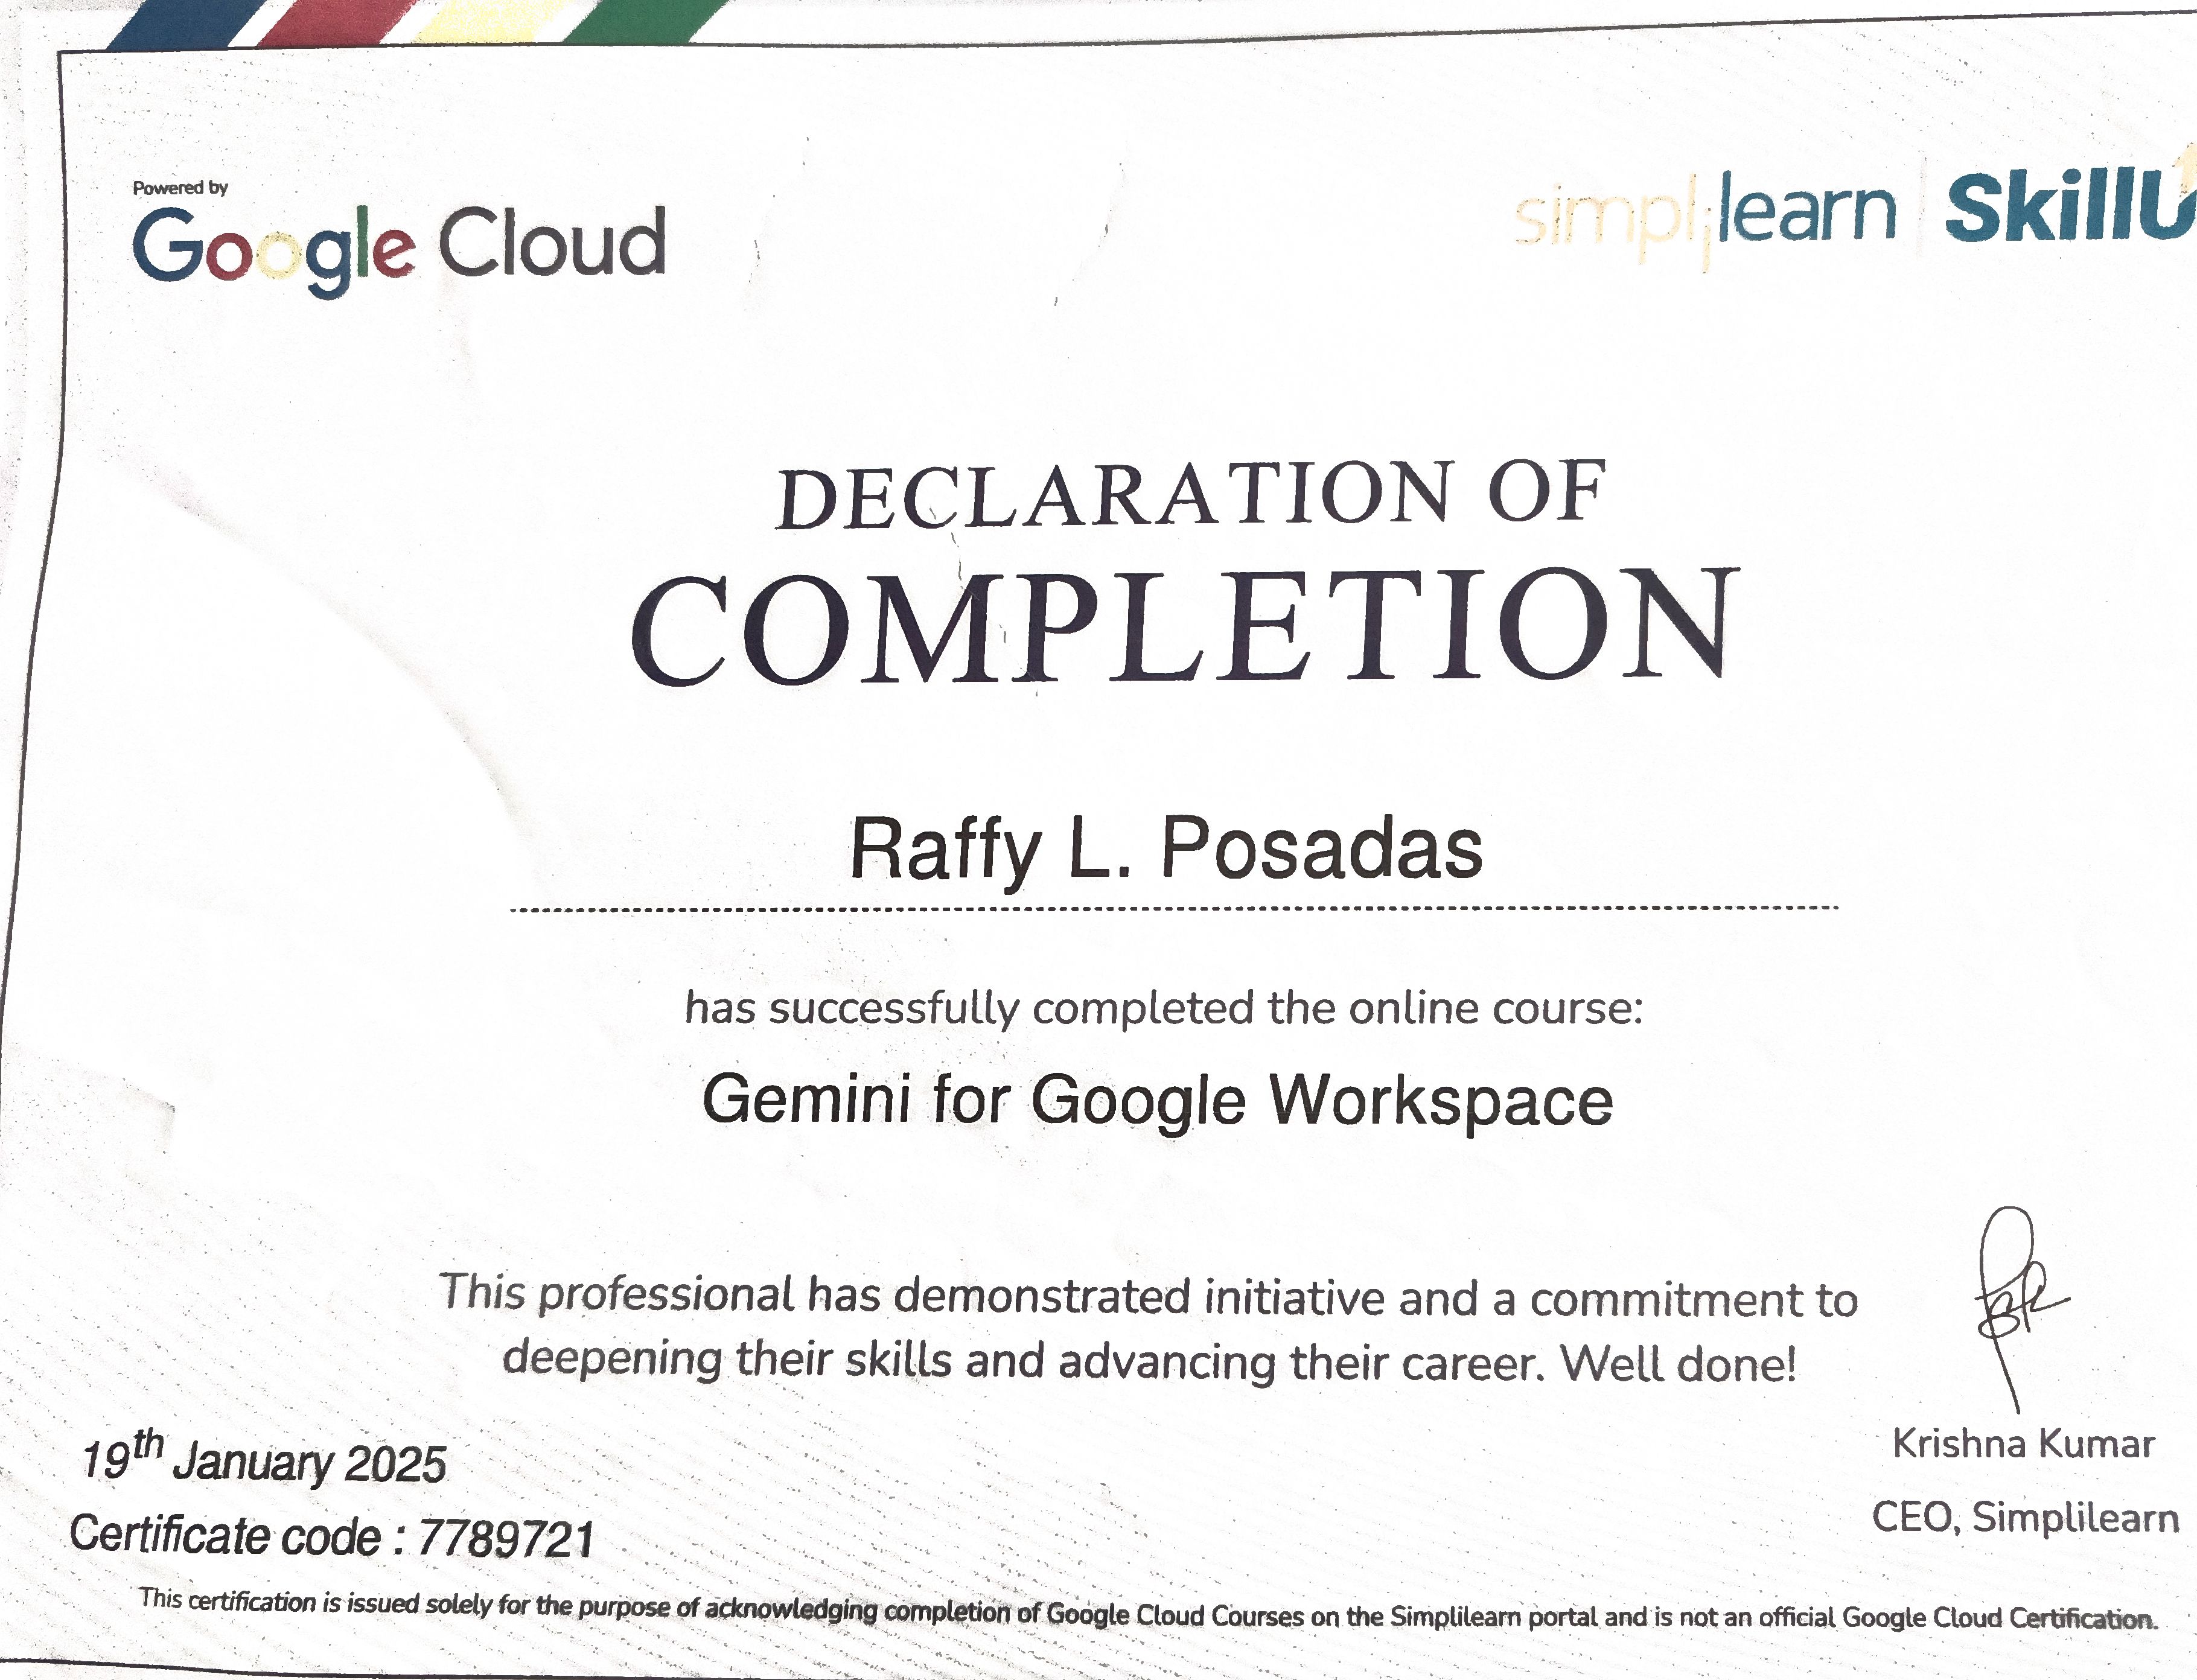 Powered by
Google Cloud
simplilearn SkillU
DECLARATION OF
COMPLETION
Raffy L. Posadas
has successfully completed the online course:
Gemini for Google Workspace
This professional has demonstrated initiative and a commitment to
deepening their skills and advancing their career. Well done!
19th January 2025
Certificate code : 7789721
Krishna Kumar
CEO, Simplilearn
This certification is issued solely for the purpose of acknowledging completion of Google Cloud Courses on the Simplilearn portal and is not an official Google Cloud Certification.